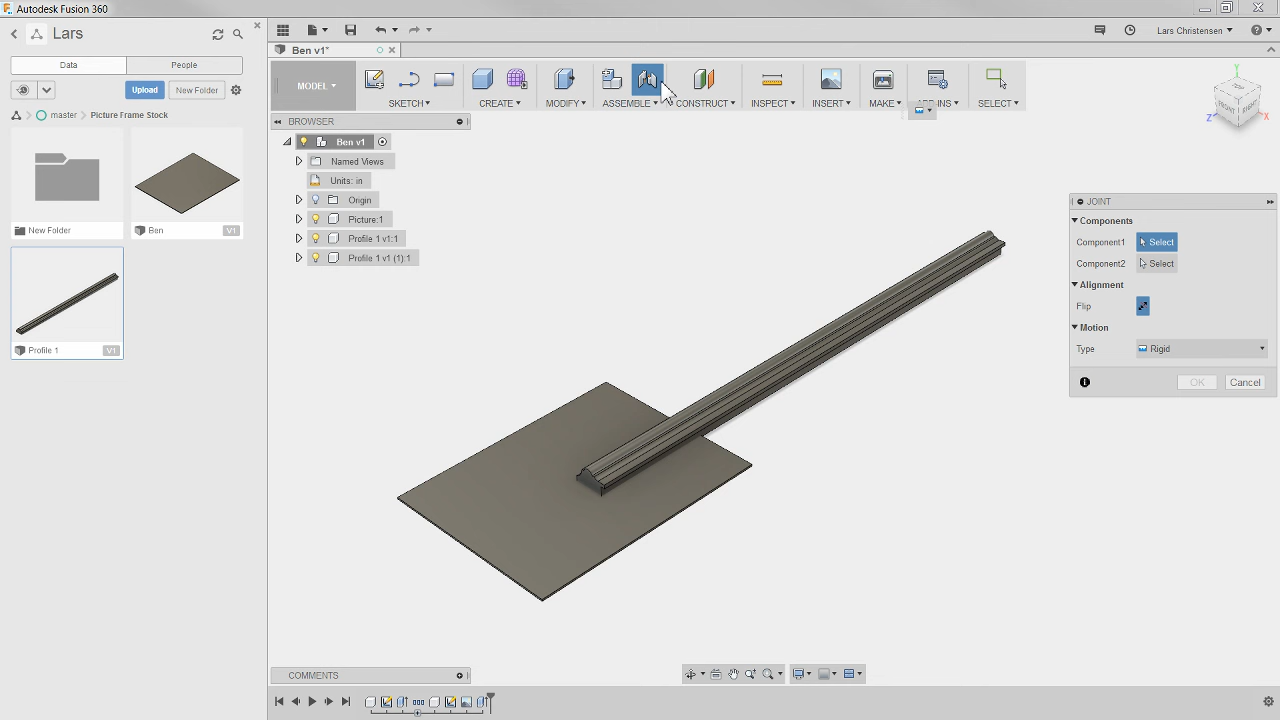 Autodesk Fusion 360
Lars
Data
People
Upload
New Folder
master
Picture Frame Stock
New Folder
Ben
V1
Profile 1
V1
Lars Christensen
Ben v1*
MODEL
SKETCH
CREATE
MODIFY
ASSEMBLE
CONSTRUCT
INSPECT
INSERT
MAKE
SELECT
BROWSER
Ben v1
Named Views
Units: in
Origin
Picture:1
Profile 1 v1:1
Profile 1 v1 (1):1
FRONT
Y
Z
X
JOINT
Components
Component1 Select
Component2 Select
Alignment
Flip
Motion
Type Rigid
OK Cancel
COMMENTS